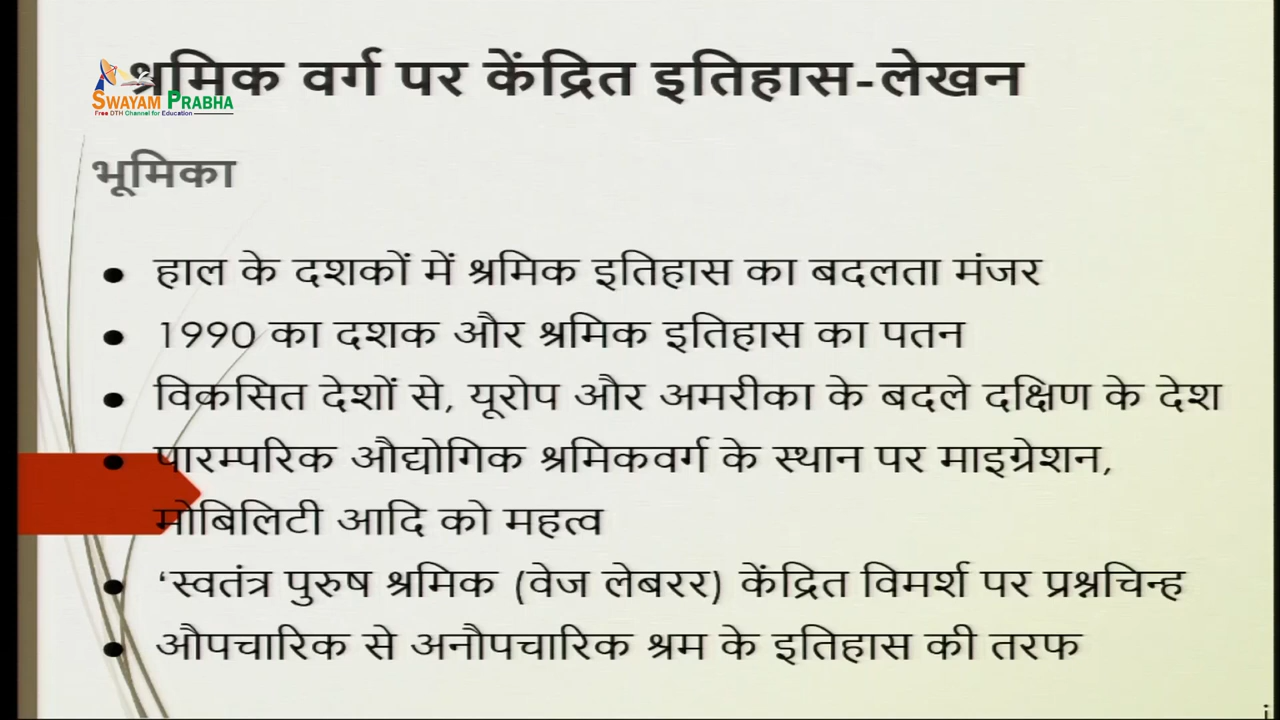 श्रमिक वर्ग पर केंद्रित इतिहास-लेखन
SWAYAM PRABHA
Free DTH Channel for Education
भूमिका
• हाल के दशकों में श्रमिक इतिहास का बदलता मंजर
• 1990 का दशक और श्रमिक इतिहास का पतन
• विकसित देशों से, यूरोप और अमरीका के बदले दक्षिण के देश
• पारम्परिक औद्योगिक श्रमिकवर्ग के स्थान पर माइग्रेशन,
मोबिलिटी आदि को महत्व
• ‘स्वतंत्र पुरुष श्रमिक (वेज लेबरर) केंद्रित विमर्श पर प्रश्नचिन्ह
• औपचारिक से अनौपचारिक श्रम के इतिहास की तरफ